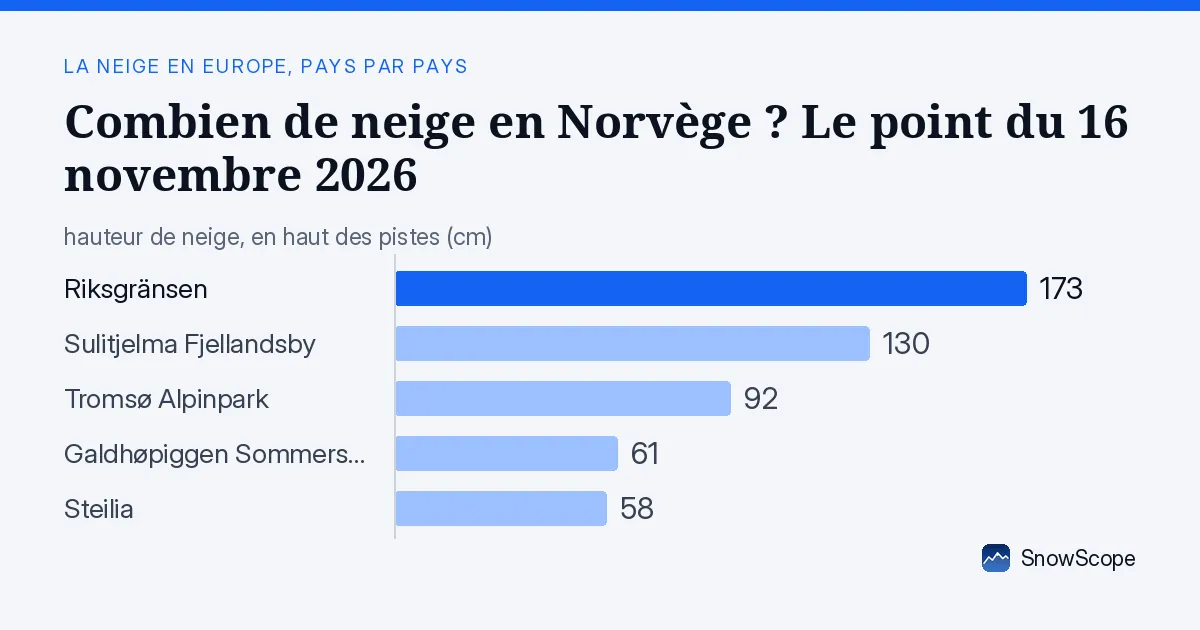 LA NEIGE EN EUROPE, PAYS PAR PAYS
Combien de neige en Norvège ? Le point du 16
novembre 2026
hauteur de neige, en haut des pistes (cm)
Riksgränsen 173
Sulitjelma Fjellandsby 130
Tromsø Alpinpark 92
Galdhøpiggen Sommers... 61
Steilia 58
SnowScope